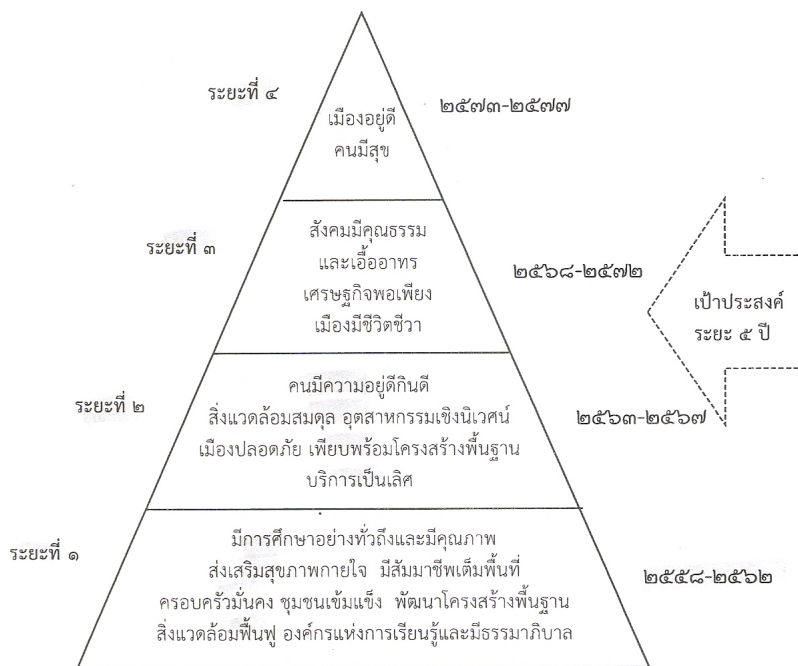 ระยะที่ ๔
๒๕๗๓-๒๕๗๗
เมืองอยู่ดี
คนมีสุข
ระยะที่ ๓
สังคมมีคุณธรรม
และเอื้ออาทร
เศรษฐกิจพอเพียง
เมืองมีชีวิตชีวา
๒๕๖๘-๒๕๗๒
เป้าประสงค์
ระยะ ๕ ปี
ระยะที่ ๒
คนมีความอยู่ดีกินดี
สิ่งแวดล้อมสมดุล อุตสาหกรรมเชิงนิเวศน์
เมืองปลอดภัย เพียบพร้อมโครงสร้างพื้นฐาน
บริการเป็นเลิศ
๒๕๖๓-๒๕๖๗
ระยะที่ ๑
มีการศึกษาอย่างทั่วถึงและมีคุณภาพ
ส่งเสริมสุขภาพกายใจ มีสัมมาชีพเต็มพื้นที่
ครอบครัวมั่นคง ชุมชนเข้มแข็ง พัฒนาโครงสร้างพื้นฐาน
สิ่งแวดล้อมฟื้นฟู องค์กรแห่งการเรียนรู้และมีธรรมาภิบาล
๒๕๕๘-๒๕๖๒